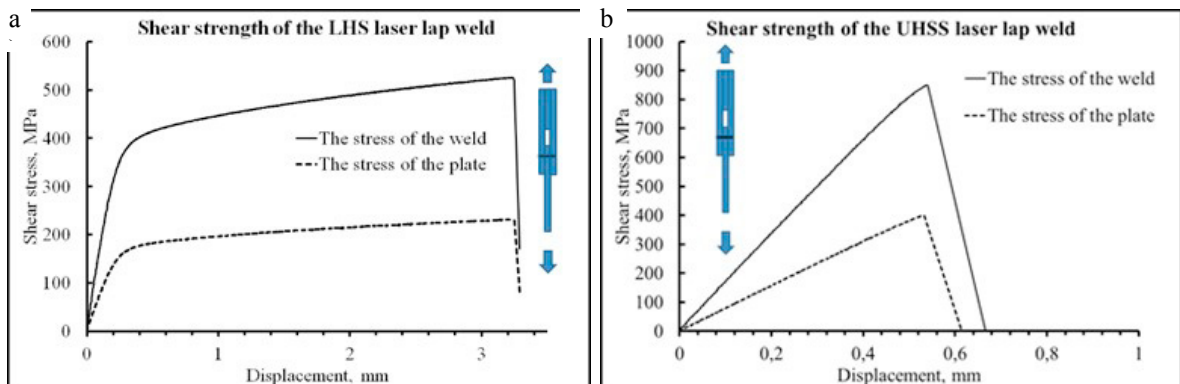 a
Shear strength of the LHS laser lap weld
Shear stress, MPa
600
500
400
300
200
100
0
The stress of the weld
The stress of the plate
0
1
2
3
Displacement, mm
b
Shear strength of the UHSS laser lap weld
Shear stress, MPa
1000
900
800
700
600
500
400
300
200
100
0
The stress of the weld
The stress of the plate
0
0,2
0,4
0,6
0,8
1
Displacement, mm